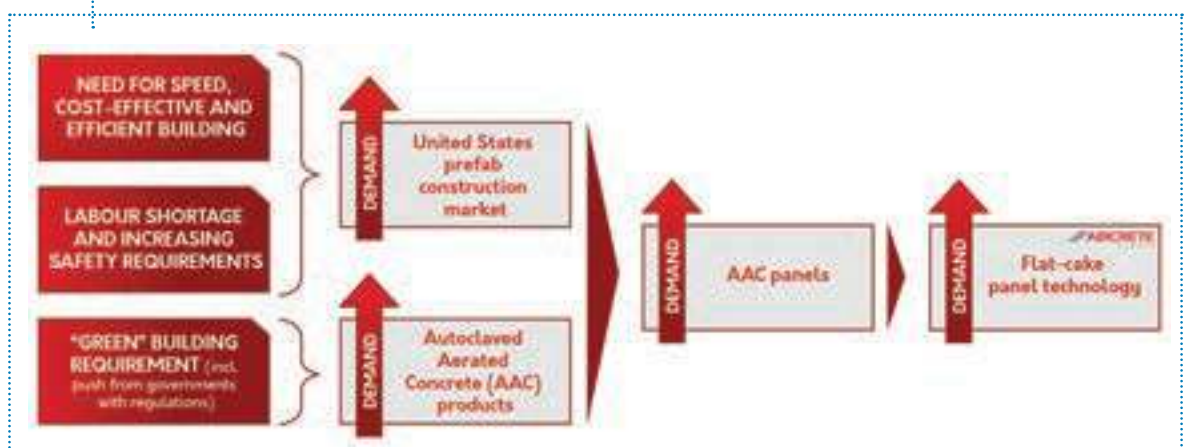 NEED FOR SPEED,
COST-EFFECTIVE AND
EFFICIENT BUILDING
LABOUR SHORTAGE
AND INCREASING
SAFETY REQUIREMENTS
"GREEN" BUILDING
REQUIREMENT (incl.
push from governments
with regulations)
DEMAND
United States
prefab
construction
market
DEMAND
Autoclaved
Aerated
Concrete (AAC)
products
DEMAND
AAC panels
DEMAND
AIRCRETE
Flat-cake
panel technology